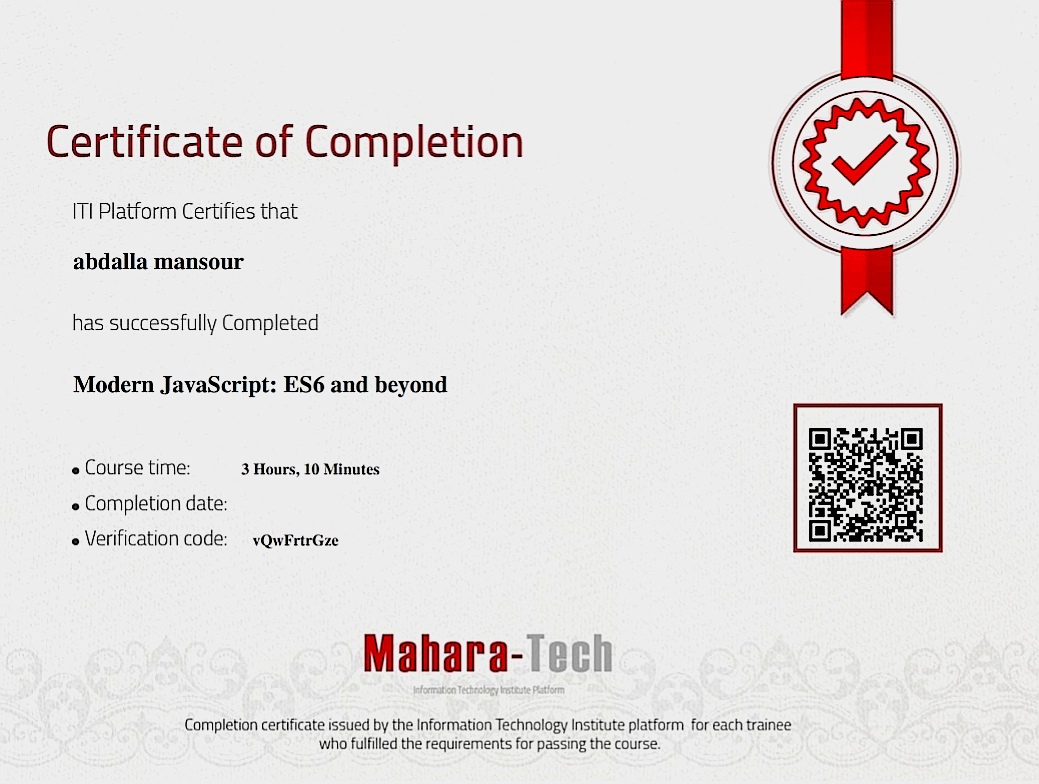 Certificate of Completion
ITI Platform Certifies that
abdalla mansour
has successfully Completed
Modern JavaScript: ES6 and beyond
• Course time: 3 Hours, 10 Minutes
• Completion date:
• Verification code: vQwFrtrGze
Mahara-Tech
Information Technology Institute Platform
Completion certificate issued by the Information Technology Institute platform for each trainee
who fulfilled the requirements for passing the course.